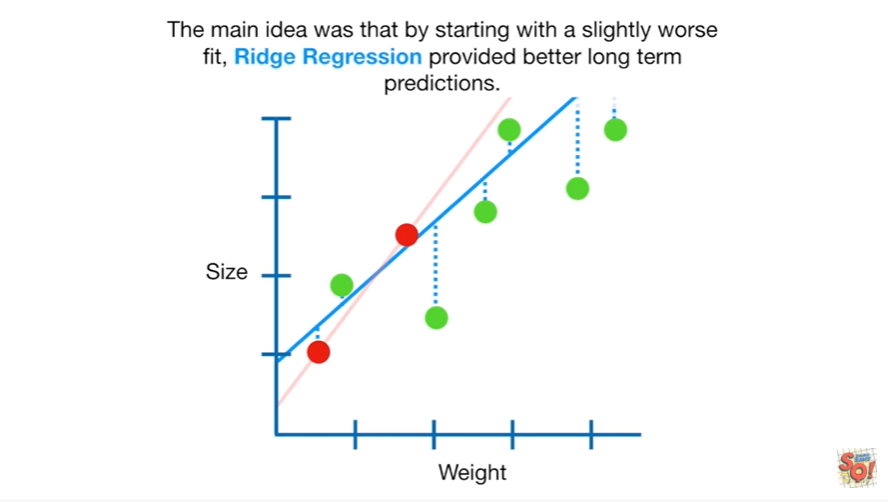 The main idea was that by starting with a slightly worse
fit, Ridge Regression provided better long term
predictions.
Size
Weight
SQ!